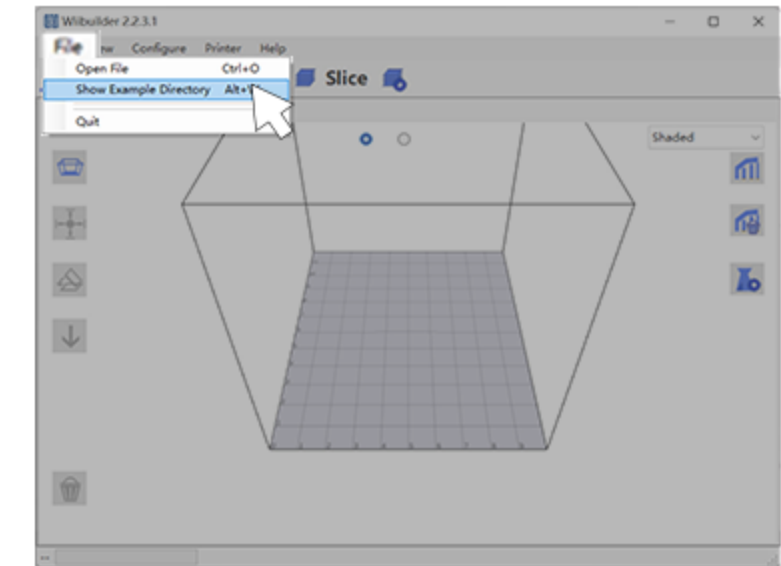 Wiibuilder 2.2.3.1
File Configure Printer Help
Open File Ctrl+O
Show Example Directory
Slice
Quit
Shaded